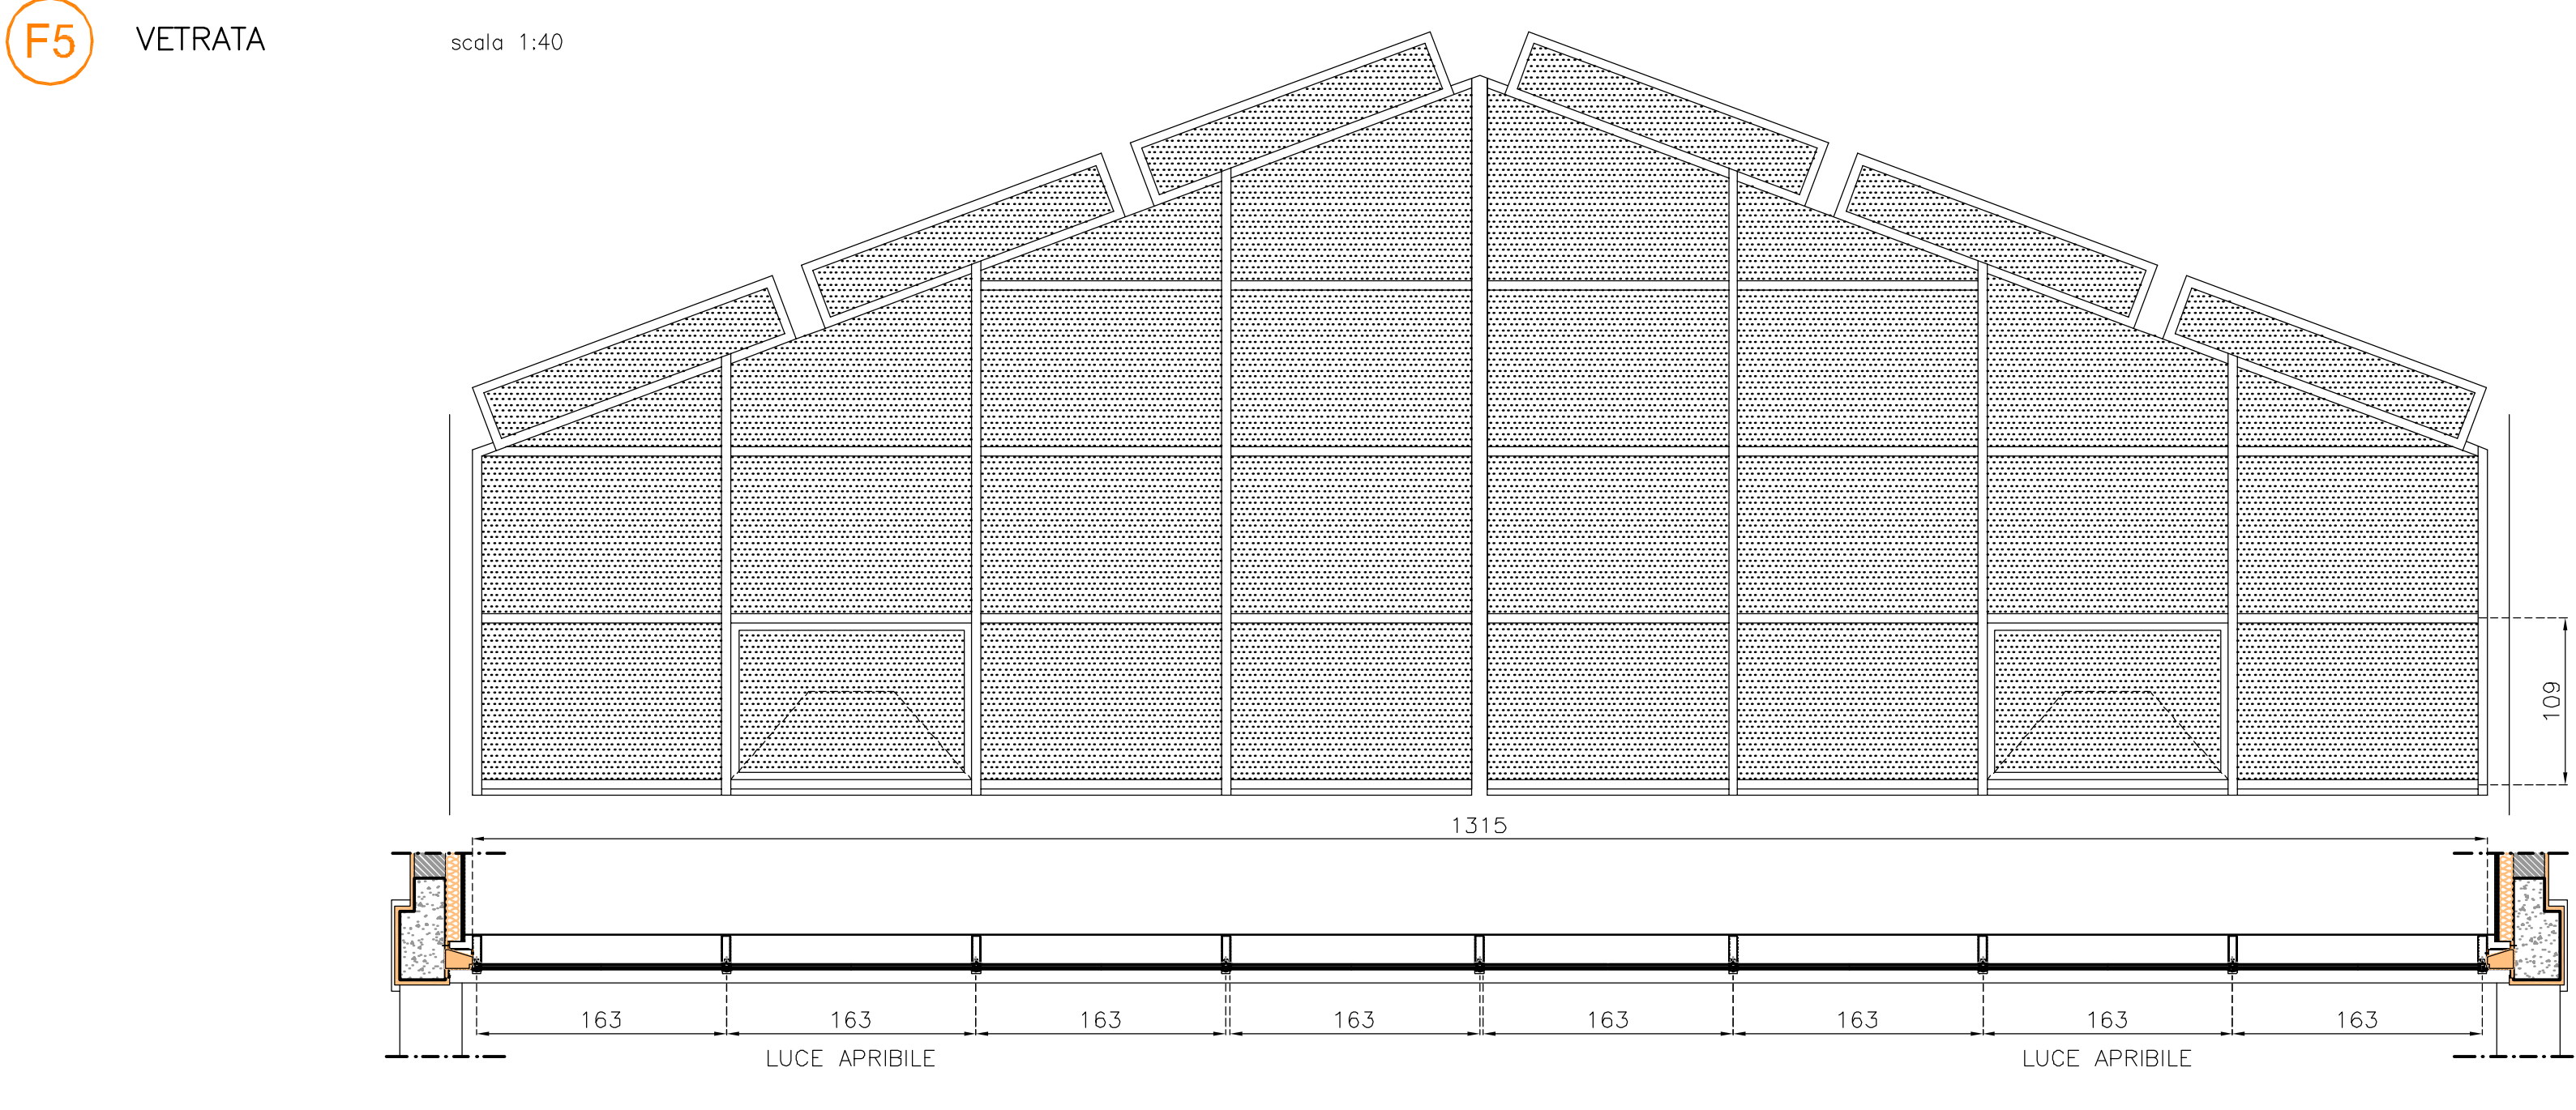 F5 VETRATA scala 1:40
109
1315
163 163 163 163 163 163 163 163
LUCE APRIBILE LUCE APRIBILE